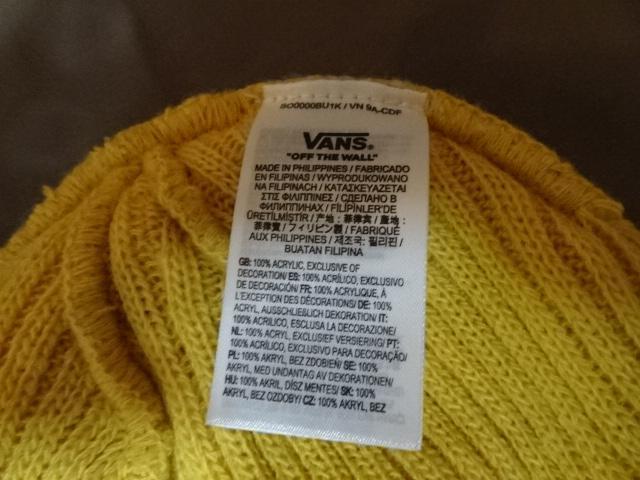 SO0000BU1K / VN 9A-CDF
VANS®
"OFF THE WALL"
MADE IN PHILIPPINES / FABRICADO
EN FILIPINAS / WYPRODUKOWANO
NA FILIPINACH / ΚΑΤΑΣΚΕΥΑΖΕΤΑΙ
ΣΤΙΣ ΦΙΛΙΠΠΙΝΕΣ / СДЕЛАНО В
ФИЛИППИНАХ / FİLİPİNLER'DE
ÜRETİLMİŞTİR / 产地 : 菲律宾 / 產地 :
菲律賓 / フィリピン製 / FABRIQUÉ
AUX PHILIPPINES / 제조국: 필리핀 /
BUATAN FILIPINA
GB: 100% ACRYLIC, EXCLUSIVE OF
DECORATION/ ES: 100% ACRÍLICO, EXCLUSIVO
DE DECORACIÓN/ FR: 100% ACRYLIQUE, À
L'EXCEPTION DES DÉCORATIONS/ DE: 100%
ACRYL, AUSSCHLIEßLICH DEKORATION/ IT:
100% ACRILICO, ESCLUSA LA DECORAZIONE/
NL: 100% ACRYL, EXCLUSIEF VERSIERING/ PT:
100% ACRÍLICO, EXCLUSIVO PARA DECORAÇÃO/
PL: 100% AKRYL, BEZ ZDOBIEŃ/ SE: 100%
AKRYL, MED UNDANTAG AV DEKORATIONEN/
HU: 100% AKRIL, DÍSZ MENTES/ SK: 100%
AKRYL, BEZ OZDOBY/ CZ: 100% AKRYL, BEZ